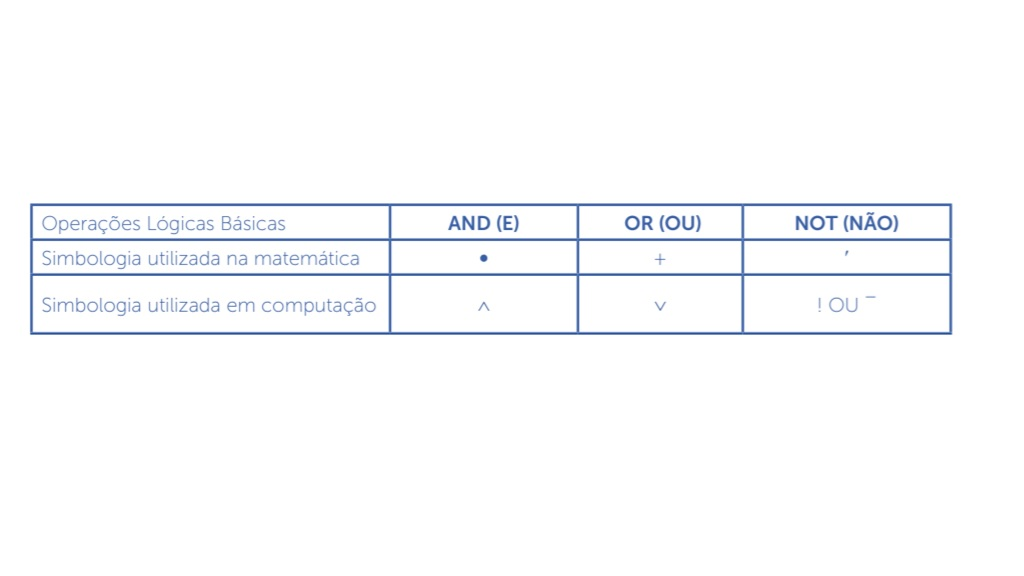 Operações Lógicas Básicas AND (E) OR (OU) NOT (NÃO)
Simbologia utilizada na matemática • + ′
Simbologia utilizada em computação ^ ˅ ! OU ¯